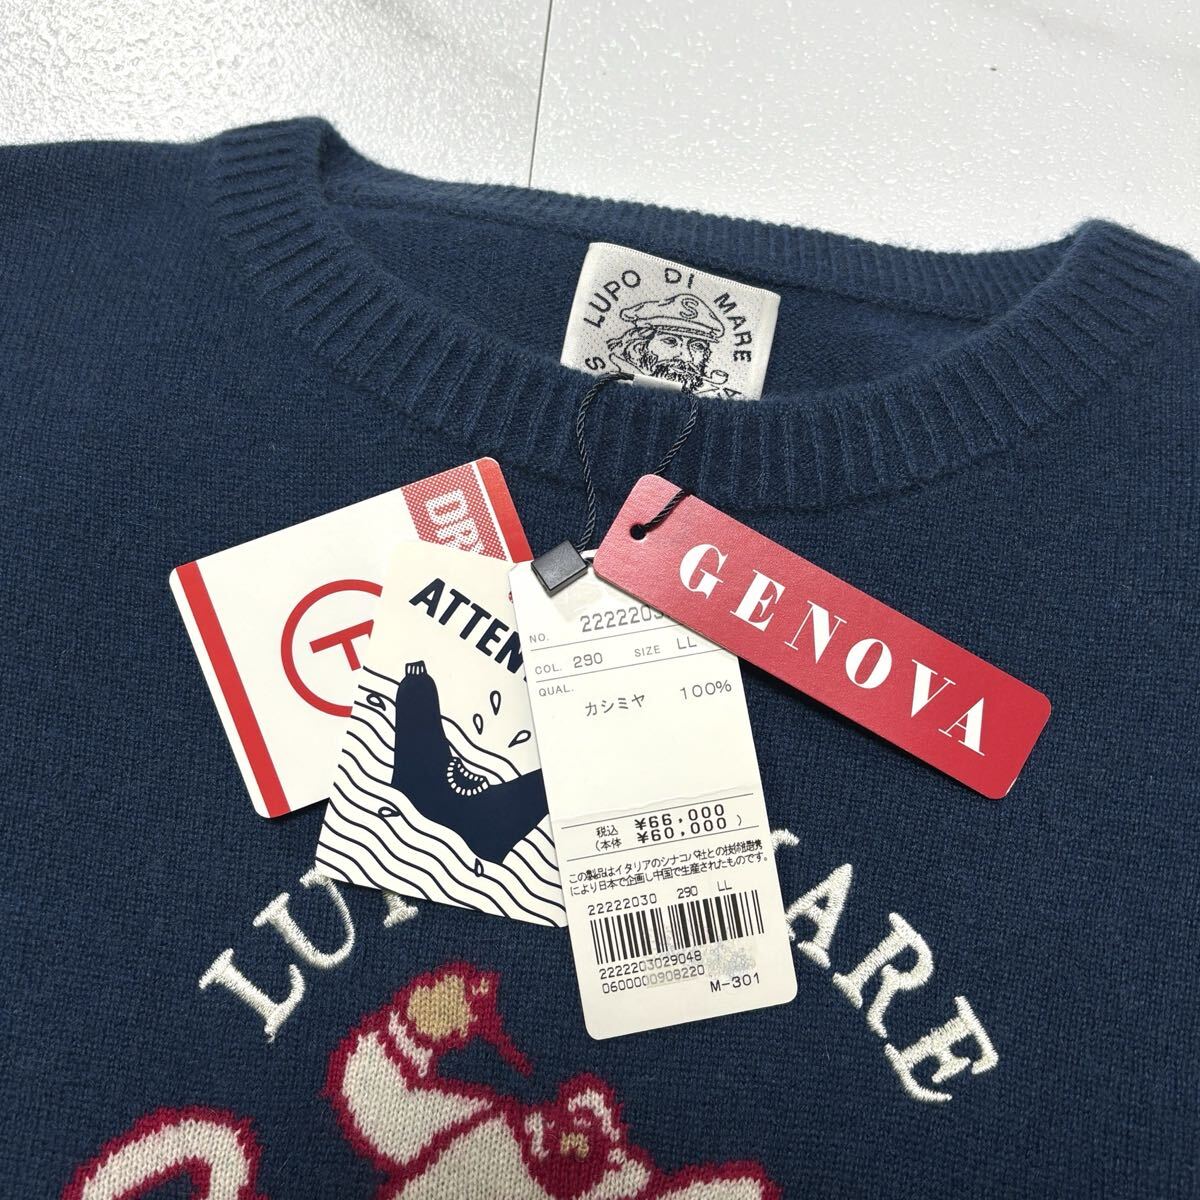 LUPO DI MARE
S
S
DR
T
ATTEN
GENOVA
NO. 2222203
COL. 290 SIZE LL
QUAL.
カシミヤ 100%
税込 ¥66,000
(本体 ¥60,000)
この製品はイタリアのシナコバ社との技術提携
により日本で企画し中国で生産されたものです。
22222030 290 LL
2222203029048
0600000908220
M-301
LU
ARE